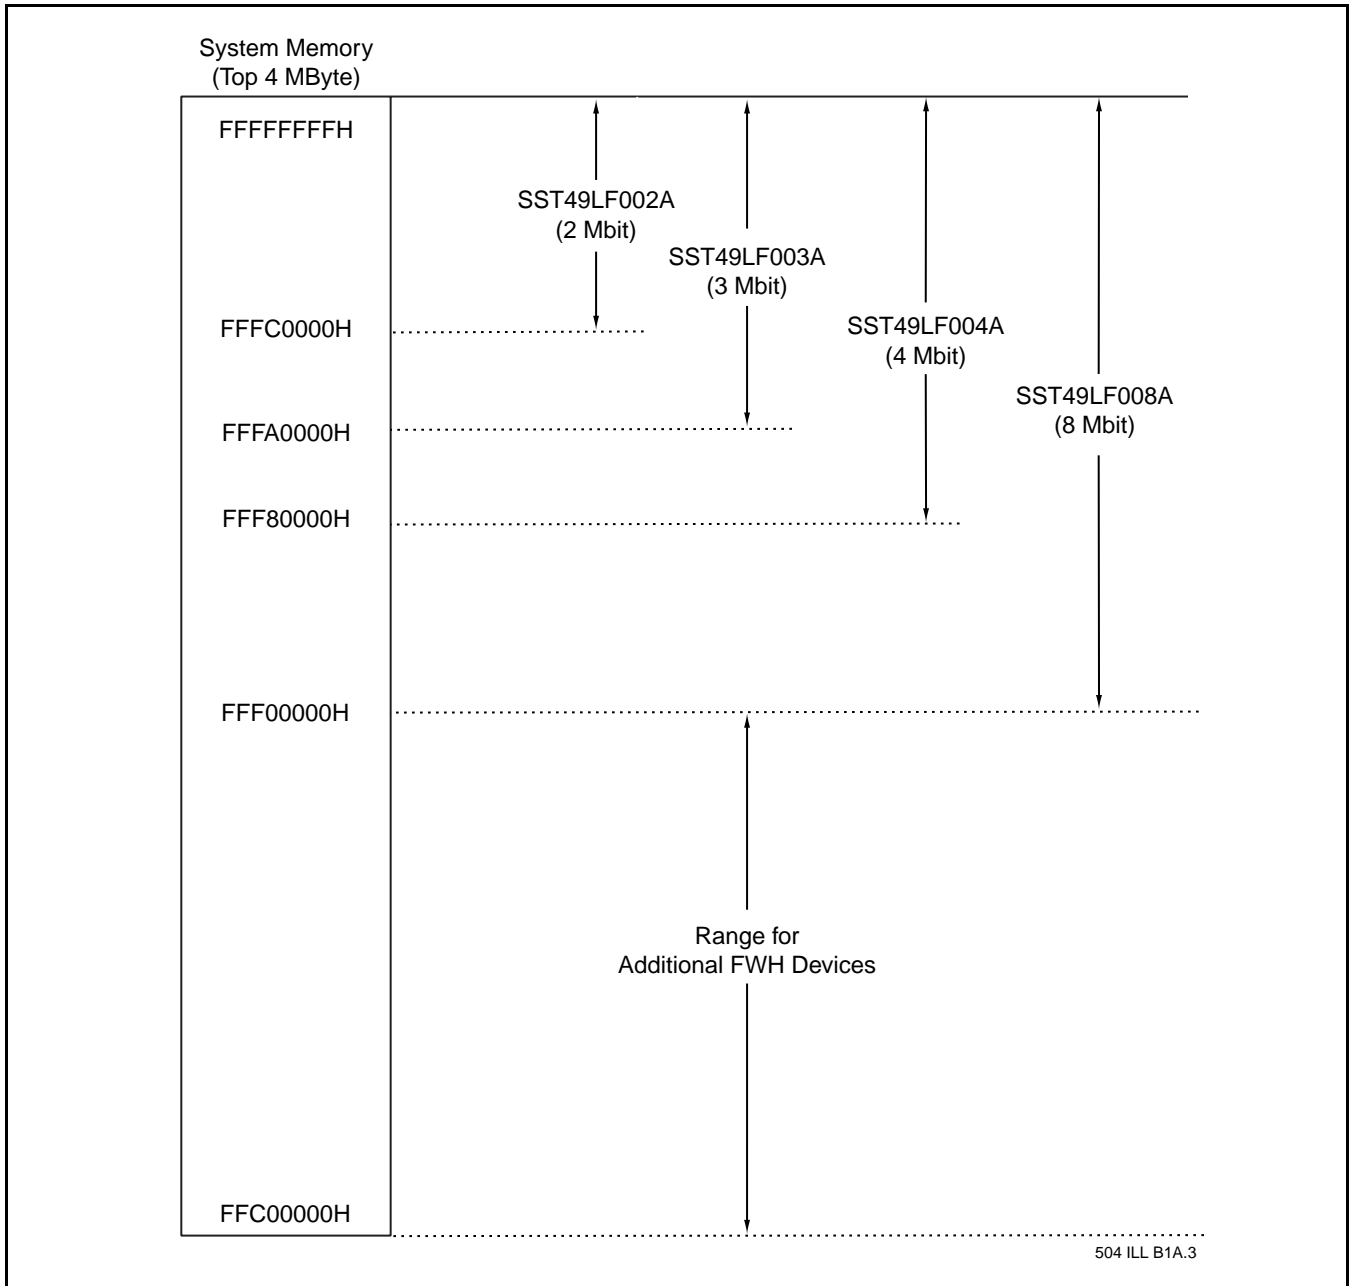 System Memory
(Top 4 MByte)
FFFFFFFFH
SST49LF002A
(2 Mbit)
SST49LF003A
(3 Mbit)
FFFC0000H
SST49LF004A
(4 Mbit)
SST49LF008A
(8 Mbit)
FFFA0000H
FFF80000H
FFF00000H
Range for
Additional FWH Devices
FFC00000H
504 ILL B1A.3